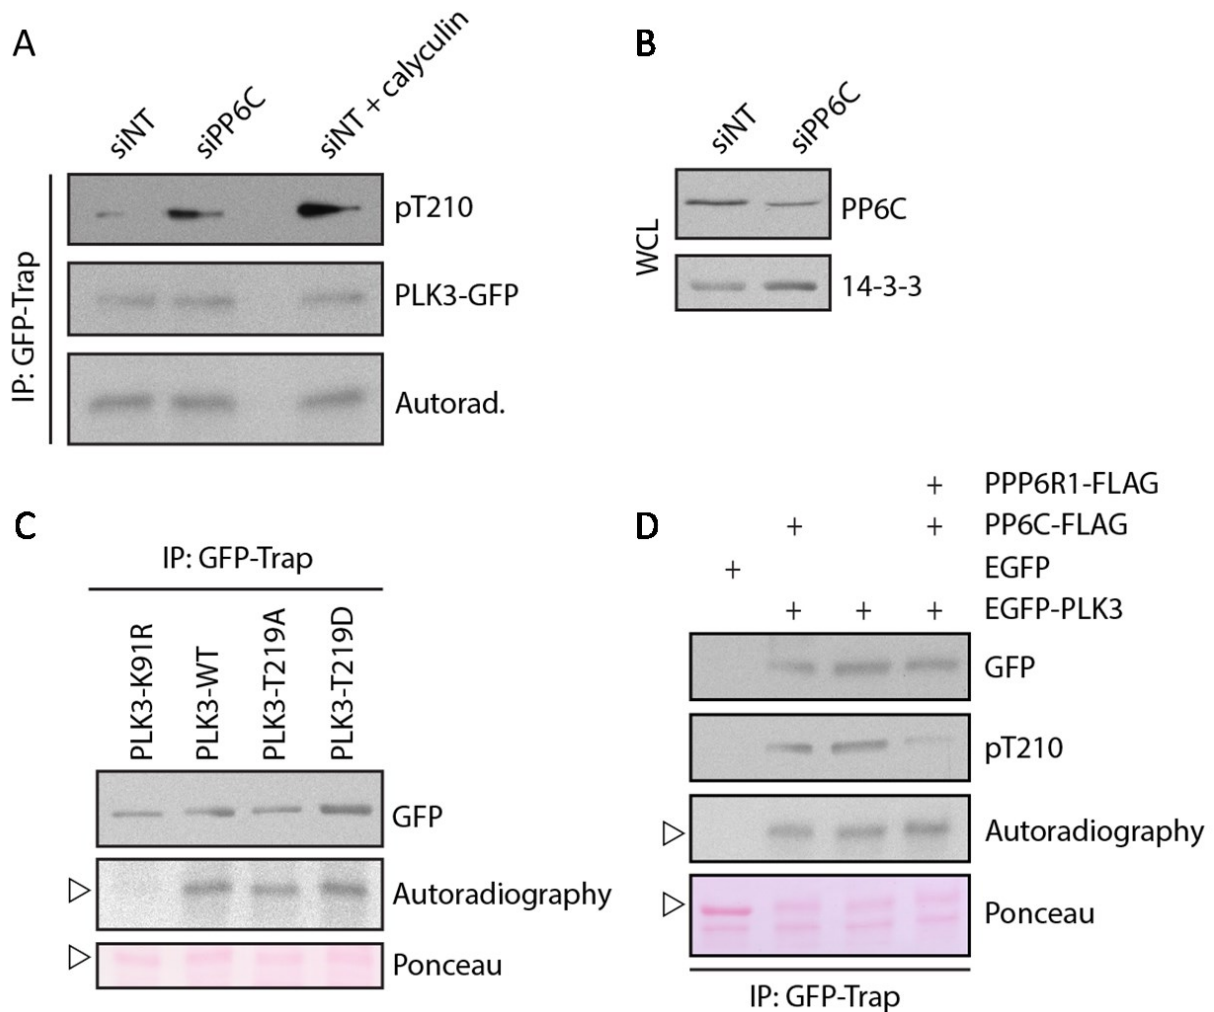 A
siNT
siPP6C
siNT + calyculin
IP: GFP-Trap
pT210
PLK3-GFP
Autorad.
B
siNT
siPP6C
WCL
PP6C
14-3-3
C
IP: GFP-Trap
PLK3-K91R
PLK3-WT
PLK3-T219A
PLK3-T219D
GFP
Autoradiography
Ponceau
D
+ PPP6R1-FLAG
+ + PP6C-FLAG
+ EGFP
+ + + EGFP-PLK3
GFP
pT210
Autoradiography
Ponceau
IP: GFP-Trap